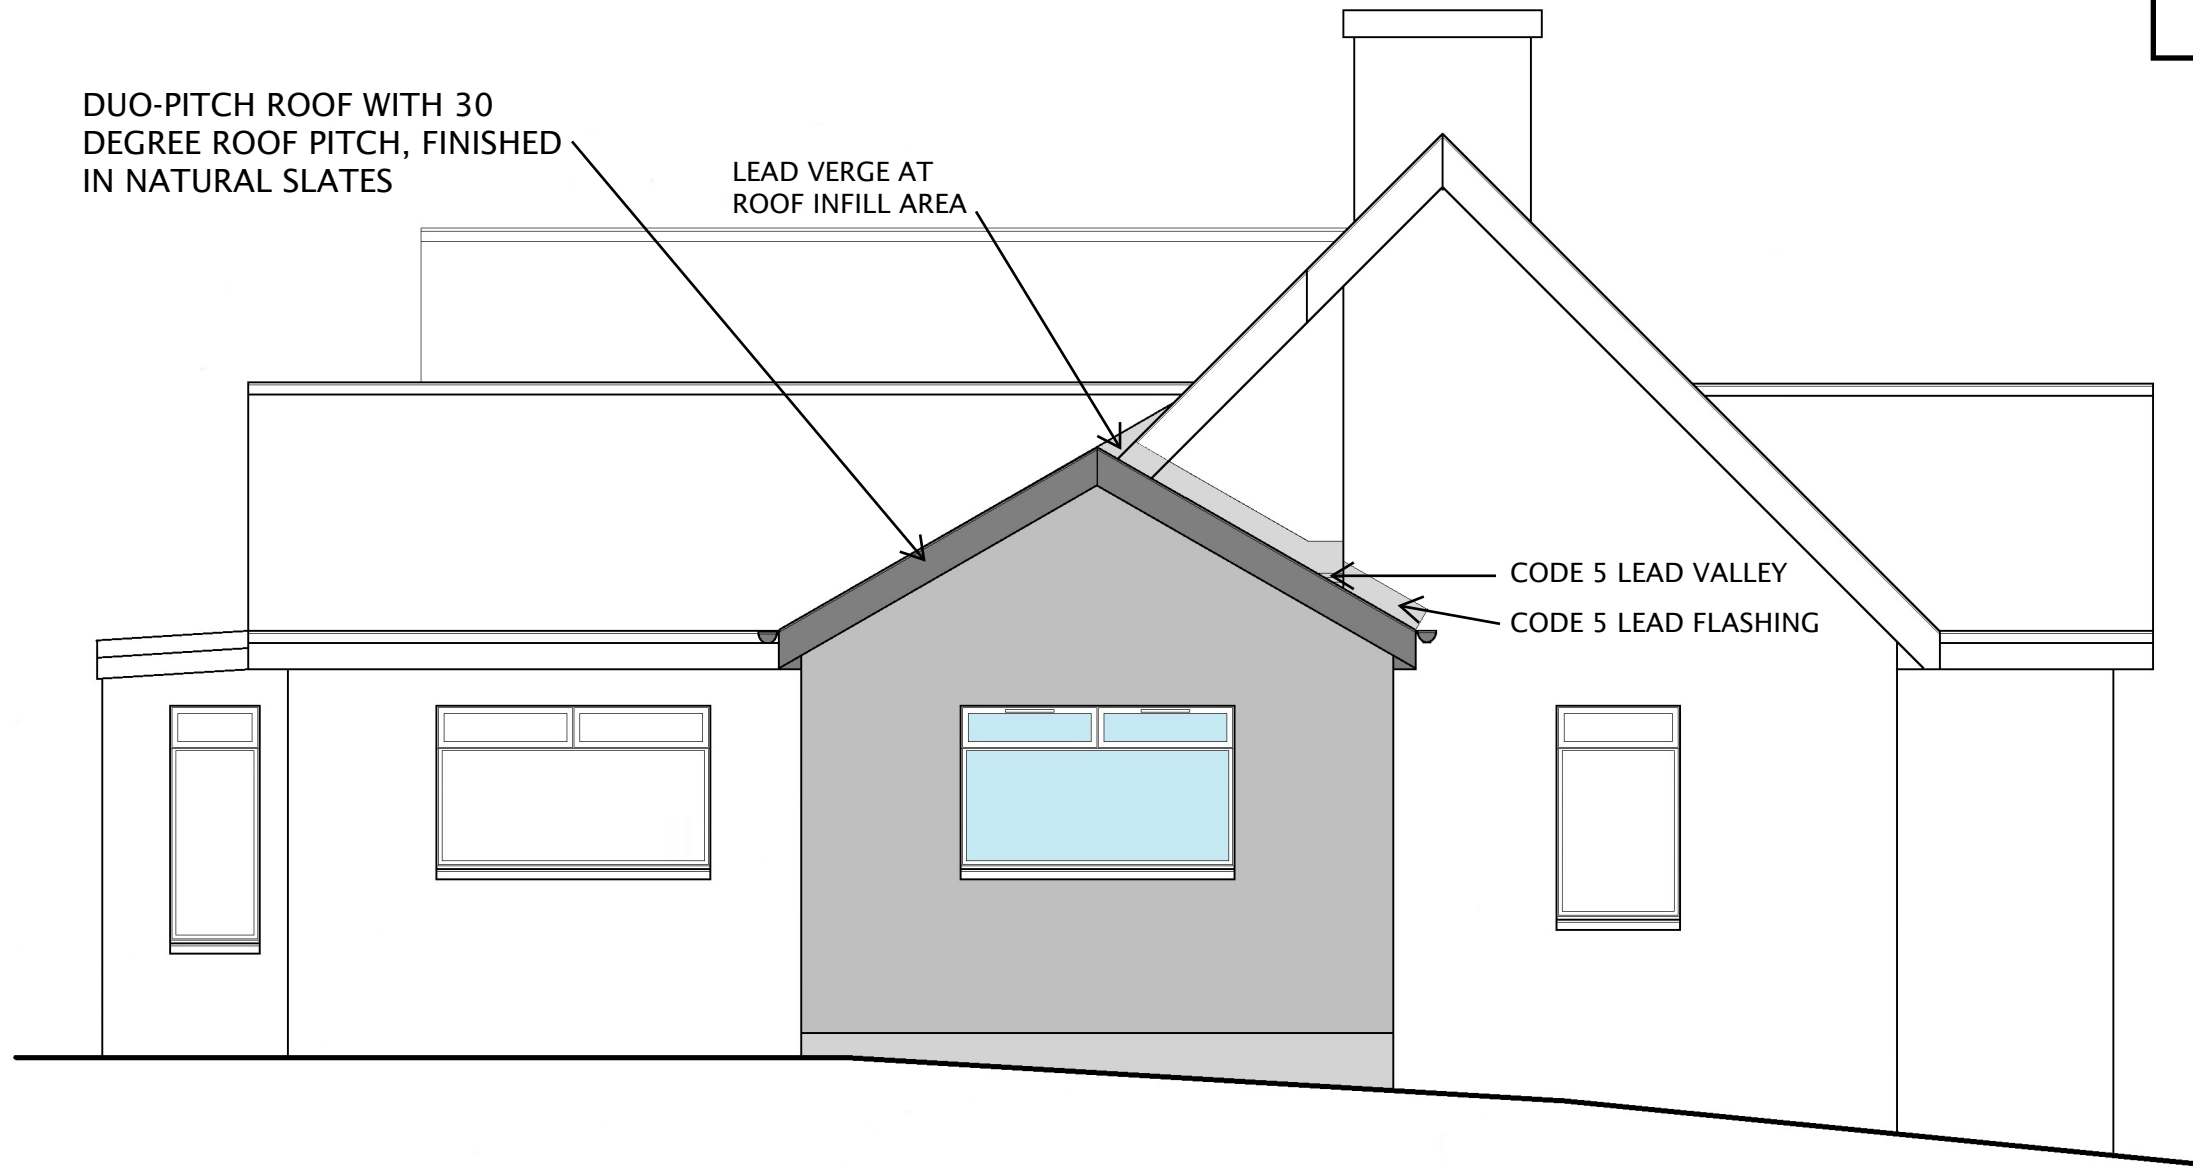 DUO-PITCH ROOF WITH 30
DEGREE ROOF PITCH, FINISHED
IN NATURAL SLATES
LEAD VERGE AT
ROOF INFILL AREA
CODE 5 LEAD VALLEY
CODE 5 LEAD FLASHING